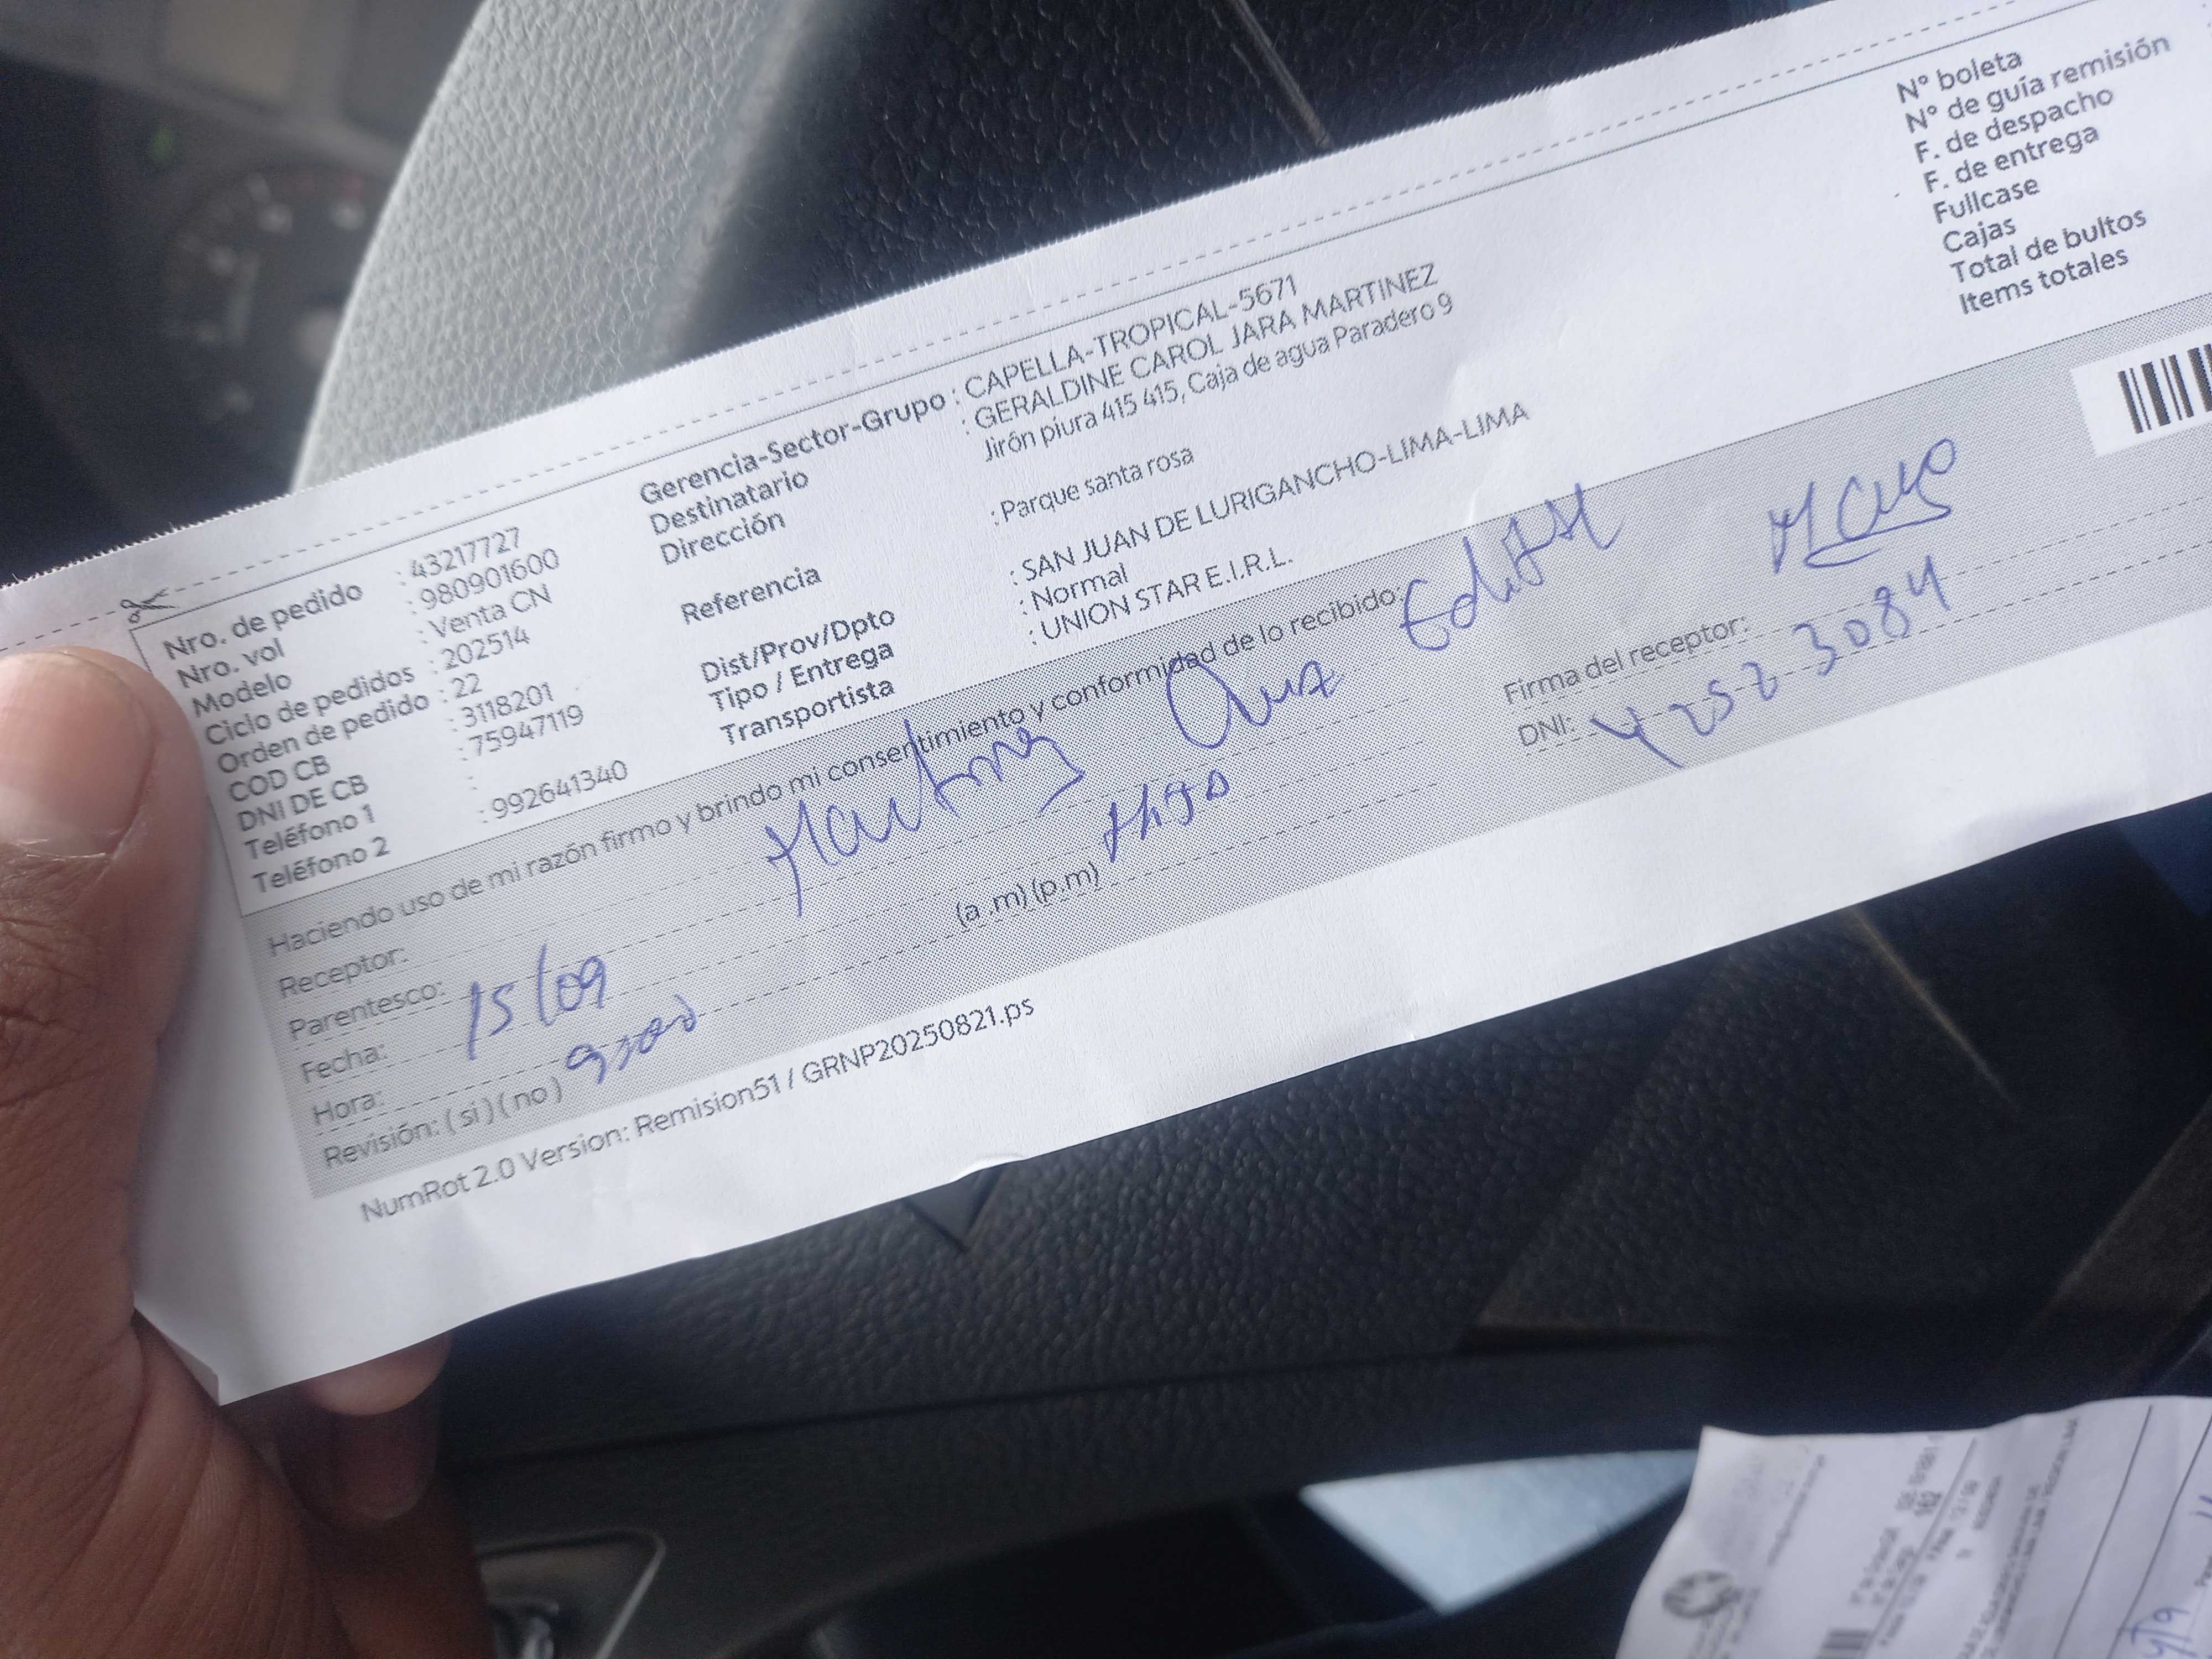 Nro. de pedido : 43217727
Nro. vol : 980901600
Modelo : Venta CN
Ciclo de pedidos : 202514
Orden de pedido : 22
COD CB : 3118201
DNI DE CB : 75947119
Teléfono 1 :
Teléfono 2 : 992641340
Gerencia-Sector-Grupo : CAPELLA-TROPICAL-5671
Destinatario : GERALDINE CAROL JARA MARTINEZ
Dirección Jirón piura 415 415, Caja de agua Paradero 9
Referencia : Parque santa rosa
Dist/Prov/Dpto : SAN JUAN DE LURIGANCHO-LIMA-LIMA
Tipo / Entrega : Normal
Transportista : UNION STAR E.I.R.L.
N° boleta
N° de guía remisión
F. de despacho
F. de entrega
Fullcase
Cajas
Total de bultos
Items totales
Haciendo uso de mi razón firmo y brindo mi consentimiento y conformidad de lo recibido:
Receptor: Edith
Parentesco:
Fecha: 15/09
Hora: (a .m) (p.m)
Revisión: ( si ) ( no )
Firma del receptor:
DNI:
NumRot 2.0 Version: Remision51 / GRNP20250821.ps